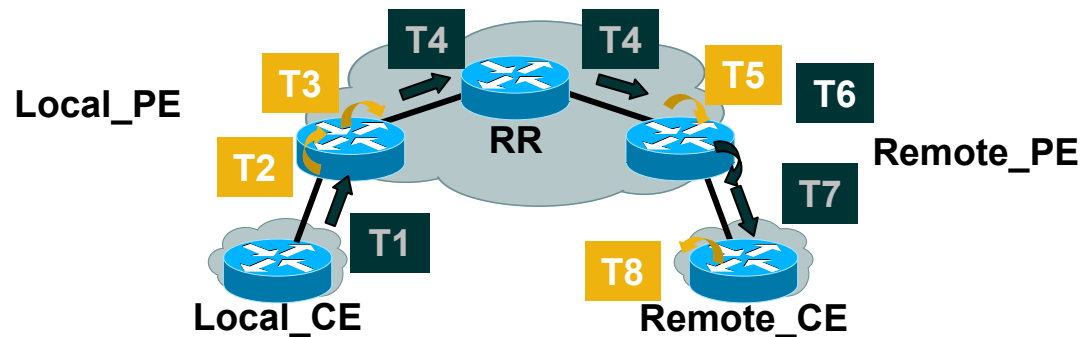 T4
T4
T3
T5
T6
Local_PE
RR
Remote_PE
T2
T7
T1
T8
Local_CE
Remote_CE